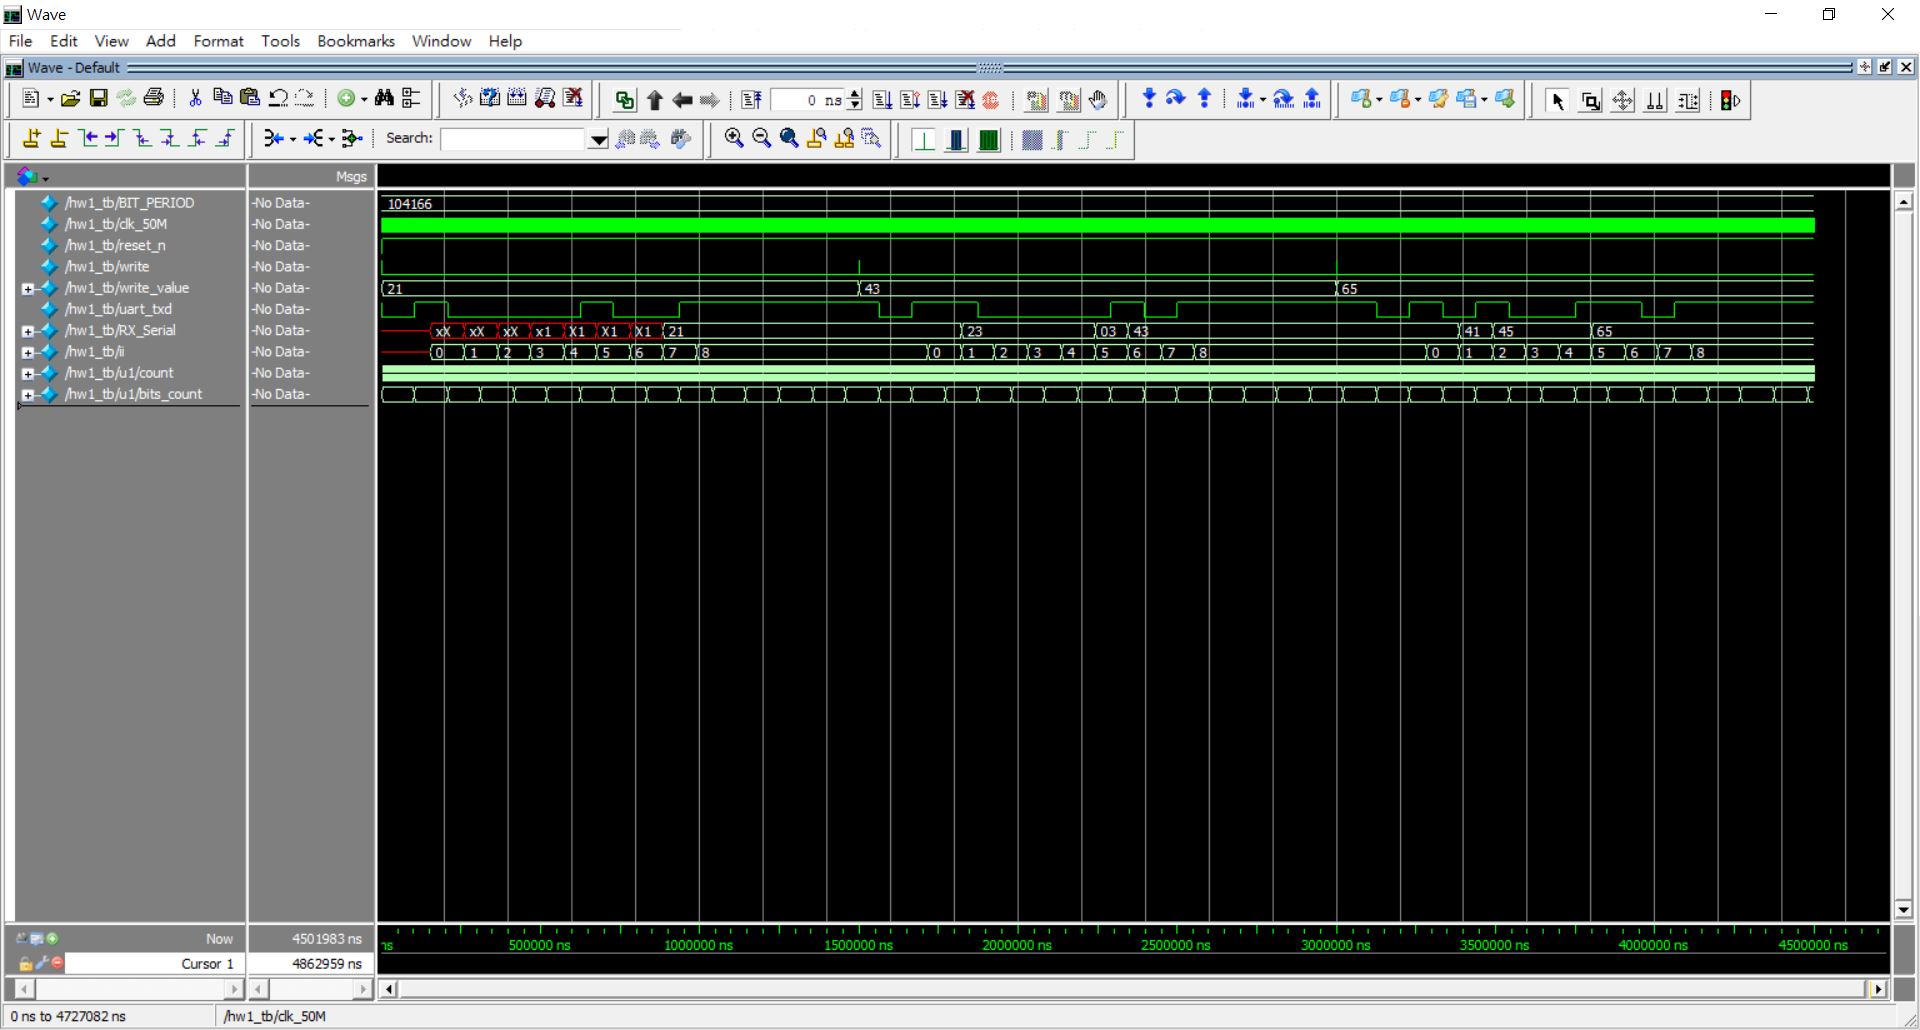 Wave
File Edit View Add Format Tools Bookmarks Window Help
Wave - Default
0 ns
Search:
Msgs
/hw1_tb/BIT_PERIOD -No Data- 104166
/hw1_tb/clk_50M -No Data-
/hw1_tb/reset_n -No Data-
/hw1_tb/write -No Data-
/hw1_tb/write_value -No Data- 21 43 65
/hw1_tb/uart_txd -No Data-
/hw1_tb/RX_Serial -No Data- xX xX xX x1 X1 X1 X1 21 23 03 43 41 45 65
/hw1_tb/ii -No Data- 0 1 2 3 4 5 6 7 8 0 1 2 3 4 5 6 7 8 0 1 2 3 4 5 6 7 8
/hw1_tb/u1/count -No Data-
/hw1_tb/u1/bits_count -No Data-
Now 4501983 ns ns 500000 ns 1000000 ns 1500000 ns 2000000 ns 2500000 ns 3000000 ns 3500000 ns 4000000 ns 4500000 ns
Cursor 1 4862959 ns
0 ns to 4727082 ns /hw1_tb/clk_50M